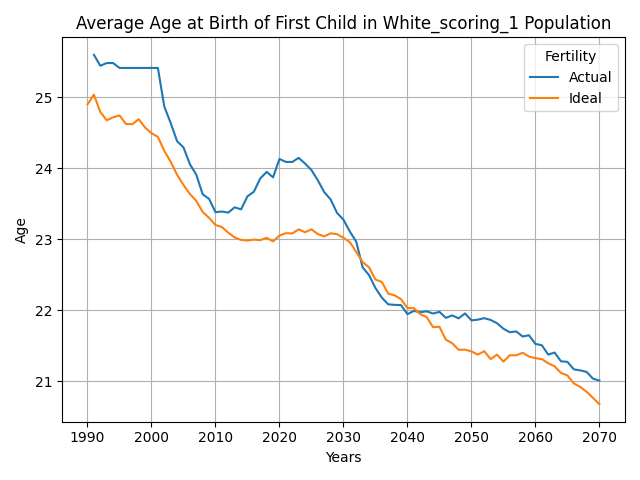 Average Age at Birth of First Child in White_scoring_1 Population
Fertility
Actual
Ideal
Age
25
24
23
22
21
1990 2000 2010 2020 2030 2040 2050 2060 2070
Years